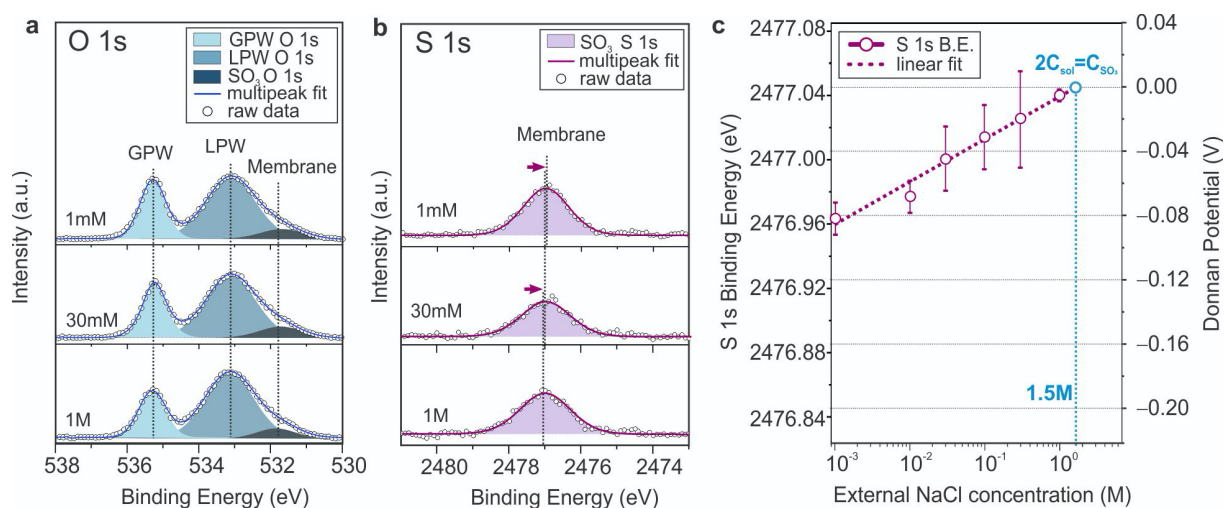 a
O 1s
GPW O 1s
LPW O 1s
SO₃ O 1s
multipeak fit
raw data
GPW
LPW
Membrane
1mM
30mM
1M
Intensity (a.u.)
538 536 534 532 530
Binding Energy (eV)
b
S 1s
SO₃ S 1s
multipeak fit
raw data
Membrane
1mM
30mM
1M
Intensity (a.u.)
2480 2478 2476 2474
Binding Energy (eV)
c
S 1s B.E.
linear fit
2C_sol=C_SO₃
1.5M
2477.08
2477.04
2477.00
2476.96
2476.92
2476.88
2476.84
S 1s Binding Energy (eV)
0.04
0.00
−0.04
−0.08
−0.12
−0.16
−0.20
Donnan Potential (V)
10⁻³ 10⁻² 10⁻¹ 10⁰
External NaCl concentration (M)